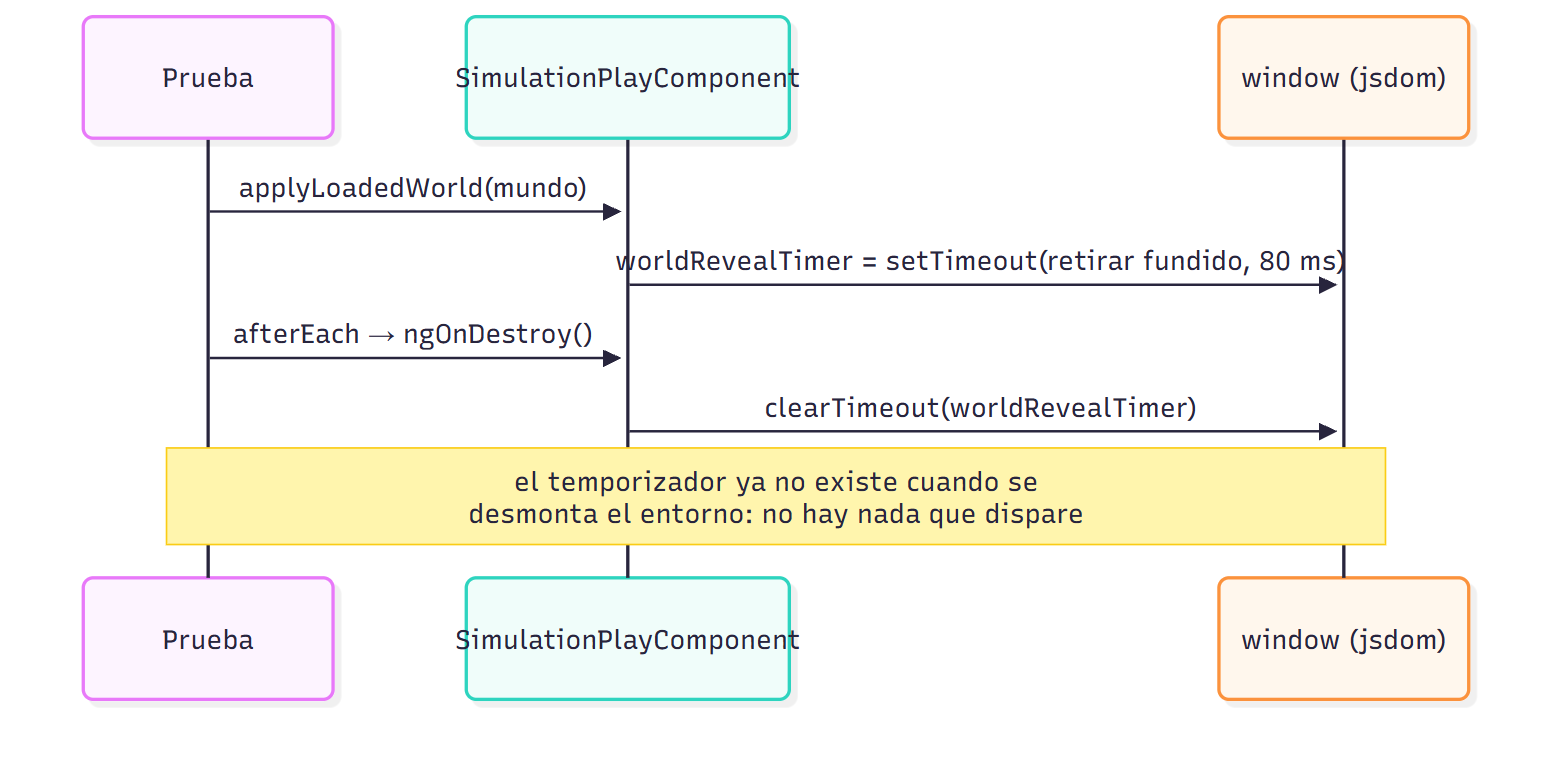 Prueba
SimulationPlayComponent
window (jsdom)
applyLoadedWorld(mundo)
worldRevealTimer = setTimeout(retirar fundido, 80 ms)
afterEach → ngOnDestroy()
clearTimeout(worldRevealTimer)
el temporizador ya no existe cuando se
desmonta el entorno: no hay nada que dispare
Prueba
SimulationPlayComponent
window (jsdom)